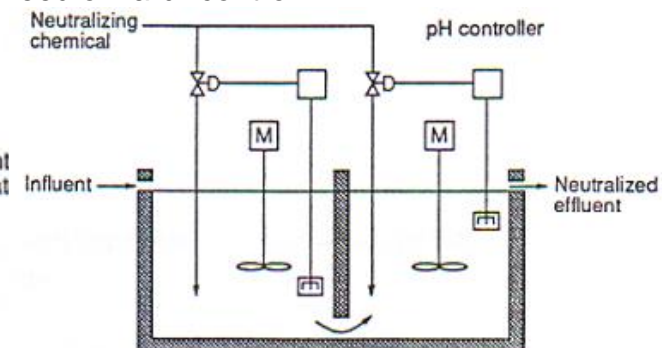 Neutralizing
chemical
pH controller
M
M
Influent
Neutralized
effluent